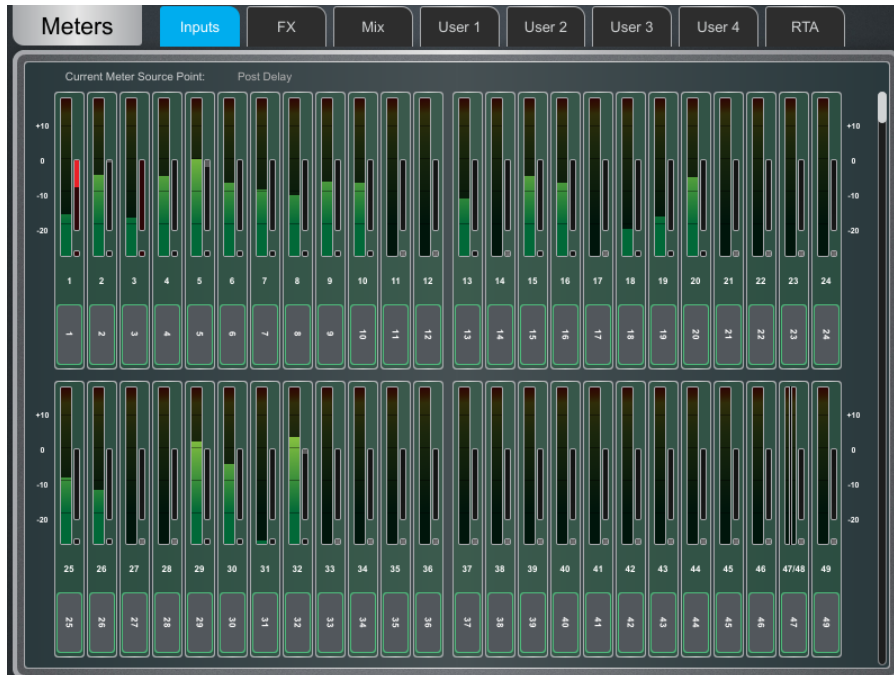 Meters Inputs FX Mix User 1 User 2 User 3 User 4 RTA
Current Meter Source Point: Post Delay
+10 +10
0 0
-10 -10
-20 -20
1 2 3 4 5 6 7 8 9 10 11 12 13 14 15 16 17 18 19 20 21 22 23 24
1 2 3 4 5 6 7 8 9 10 11 12 13 14 15 16 17 18 19 20 21 22 23 24
+10 +10
0 0
-10 -10
-20 -20
25 26 27 28 29 30 31 32 33 34 35 36 37 38 39 40 41 42 43 44 45 46 47/48 49
25 26 27 28 29 30 31 32 33 34 35 36 37 38 39 40 41 42 43 44 45 46 47 49